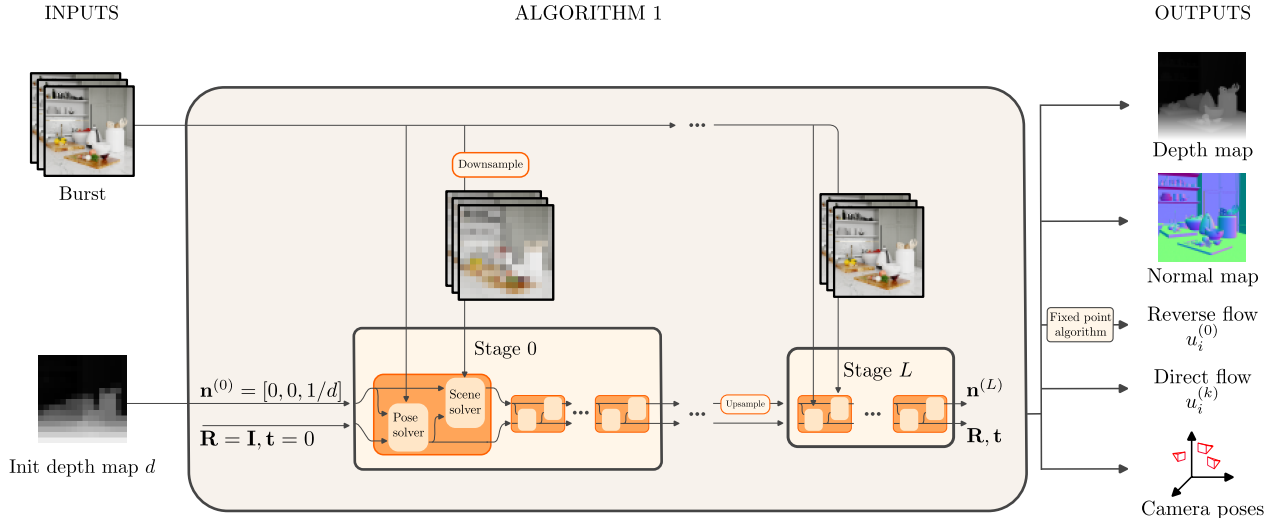 INPUTS
ALGORITHM 1
OUTPUTS
Burst
Downsample
Depth map
Normal map
Stage 0
Stage L
Fixed point
algorithm
Reverse flow
u_i^{(0)}
Direct flow
u_i^{(k)}
n^{(0)} = [0, 0, 1/d]
R = I, t = 0
Pose
solver
Scene
solver
...
Upsample
n^{(L)}
R, t
Init depth map d
Camera poses